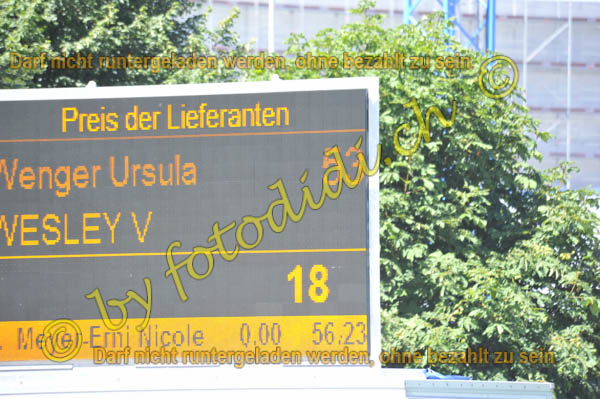 Darf nicht runtergeladen werden, ohne bezahlt zu sein
Preis der Lieferanten
Wenger Ursula
WESLEY V
18
Meyer-Erni Nicole 0.00 56.23
© by fotodidi.ch ©
Darf nicht runtergeladen werden, ohne bezahlt zu sein